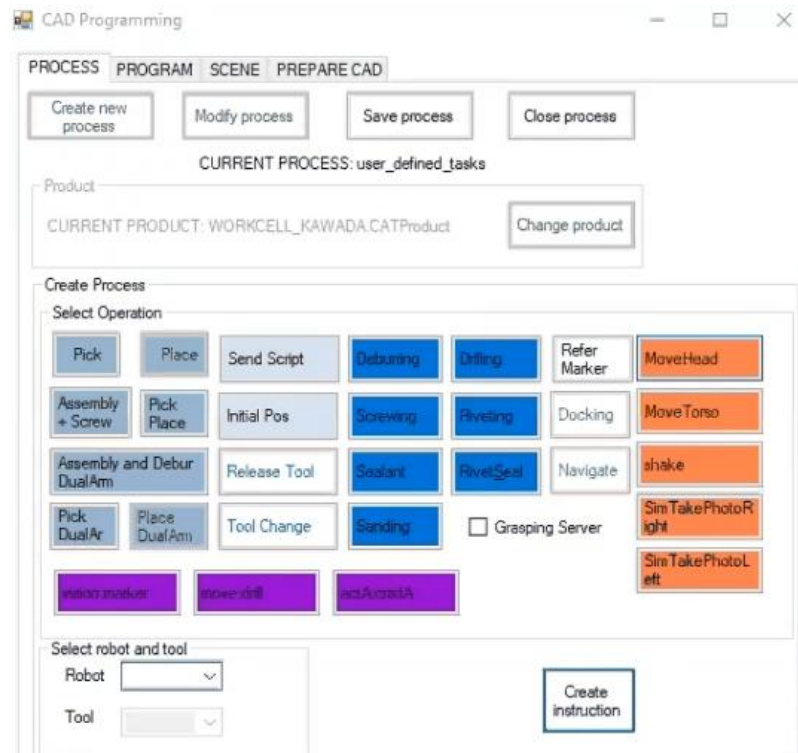 CAD Programming
PROCESS PROGRAM SCENE PREPARE CAD
Create new
process
Modify process
Save process
Close process
CURRENT PROCESS: user_defined_tasks
Product
CURRENT PRODUCT: WORKCELL_KAWADA.CATProduct
Change product
Create Process
Select Operation
Pick
Place
Send Script
Deburring
Drilling
Refer
Marker
MoveHead
Assembly
+ Screw
Pick
Place
Initial Pos
Screwing
Riveting
Docking
MoveTorso
Assembly and Debur
DualArm
Release Tool
Sealant
RivetSeal
Navigate
shake
Pick
DualAr
Place
DualArm
Tool Change
Sanding
Grasping Server
SimTakePhotoR
ight
SimTakePhotoL
eft
vision.marker
move.drill
actA.cmdA
Select robot and tool
Robot
Tool
Create
instruction